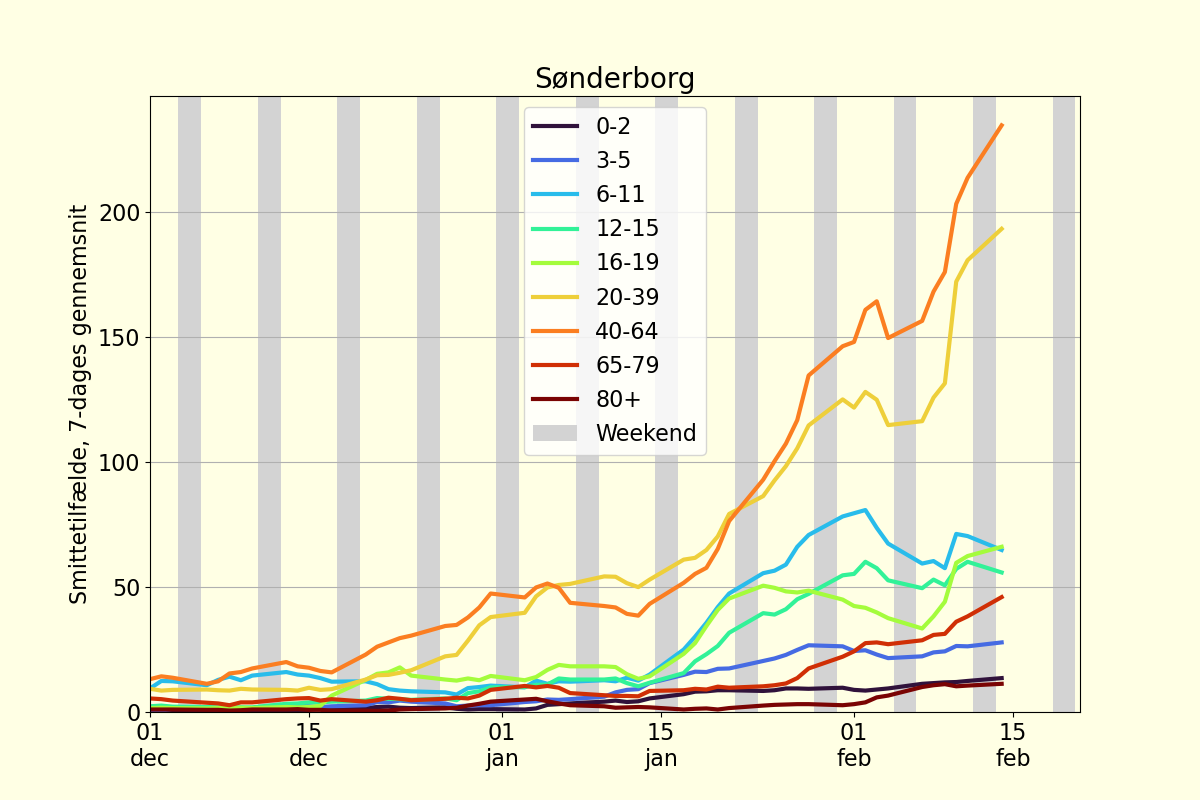 Sønderborg
Smittetilfælde, 7-dages gennemsnit
200
150
100
50
0
0-2
3-5
6-11
12-15
16-19
20-39
40-64
65-79
80+
Weekend
01 dec
15 dec
01 jan
15 jan
01 feb
15 feb